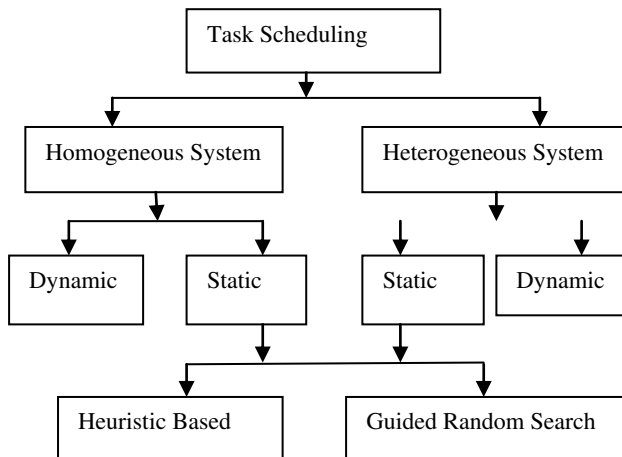 Task Scheduling
Homogeneous System
Heterogeneous System
Dynamic
Static
Static
Dynamic
Heuristic Based
Guided Random Search